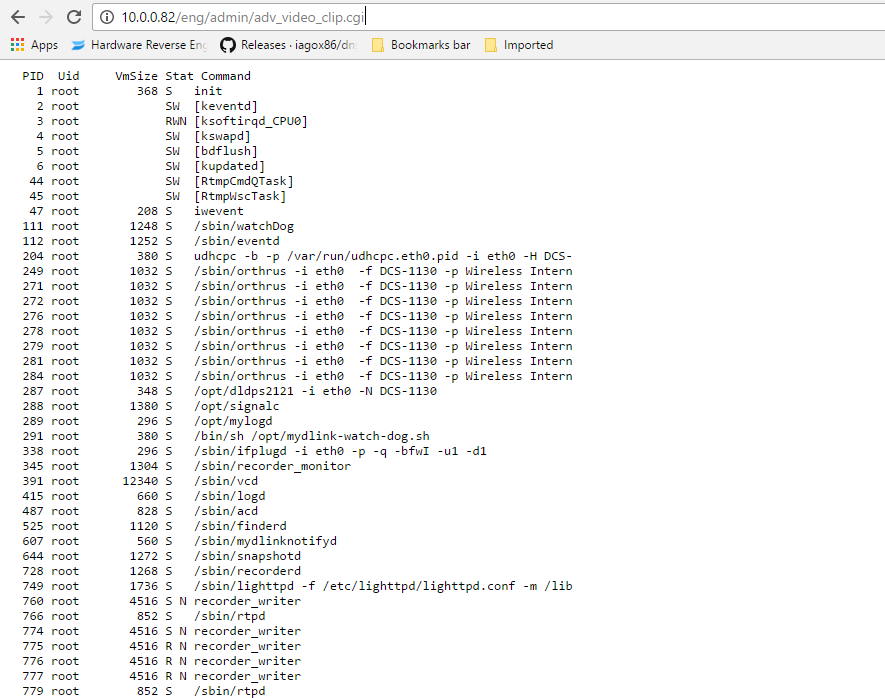 10.0.0.82/eng/admin/adv_video_clip.cgi
Apps Hardware Reverse Eng Releases · iagox86/dn Bookmarks bar Imported
PID Uid VmSize Stat Command
1 root 368 S init
2 root SW [keventd]
3 root RWN [ksoftirqd_CPU0]
4 root SW [kswapd]
5 root SW [bdflush]
6 root SW [kupdated]
44 root SW [RtmpCmdQTask]
45 root SW [RtmpWscTask]
47 root 208 S iwevent
111 root 1248 S /sbin/watchDog
112 root 1252 S /sbin/eventd
204 root 380 S udhcpc -b -p /var/run/udhcpc.eth0.pid -i eth0 -H DCS-
249 root 1032 S /sbin/orthrus -i eth0 -f DCS-1130 -p Wireless Intern
271 root 1032 S /sbin/orthrus -i eth0 -f DCS-1130 -p Wireless Intern
272 root 1032 S /sbin/orthrus -i eth0 -f DCS-1130 -p Wireless Intern
276 root 1032 S /sbin/orthrus -i eth0 -f DCS-1130 -p Wireless Intern
278 root 1032 S /sbin/orthrus -i eth0 -f DCS-1130 -p Wireless Intern
279 root 1032 S /sbin/orthrus -i eth0 -f DCS-1130 -p Wireless Intern
281 root 1032 S /sbin/orthrus -i eth0 -f DCS-1130 -p Wireless Intern
284 root 1032 S /sbin/orthrus -i eth0 -f DCS-1130 -p Wireless Intern
287 root 348 S /opt/dldps2121 -i eth0 -N DCS-1130
288 root 1380 S /opt/signalc
289 root 296 S /opt/mylogd
291 root 380 S /bin/sh /opt/mydlink-watch-dog.sh
338 root 296 S /sbin/ifplugd -i eth0 -p -q -bfwI -u1 -d1
345 root 1304 S /sbin/recorder_monitor
391 root 12340 S /sbin/vcd
415 root 660 S /sbin/logd
487 root 828 S /sbin/acd
525 root 1120 S /sbin/finderd
607 root 560 S /sbin/mydlinknotifyd
644 root 1272 S /sbin/snapshotd
728 root 1268 S /sbin/recorderd
749 root 1736 S /sbin/lighttpd -f /etc/lighttpd/lighttpd.conf -m /lib
760 root 4516 S N recorder_writer
766 root 852 S /sbin/rtpd
774 root 4516 S N recorder_writer
775 root 4516 R N recorder_writer
776 root 4516 R N recorder_writer
777 root 4516 R N recorder_writer
779 root 852 S /sbin/rtpd